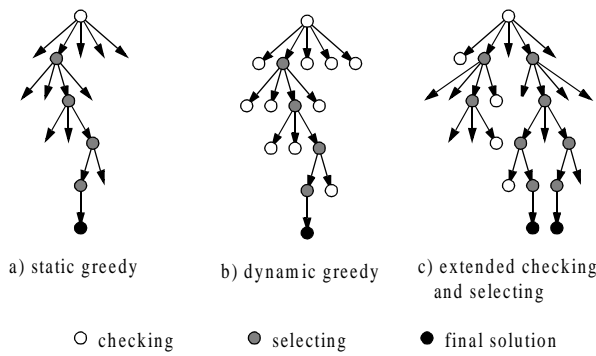 a) static greedy
b) dynamic greedy
c) extended checking
and selecting
checking
selecting
final solution